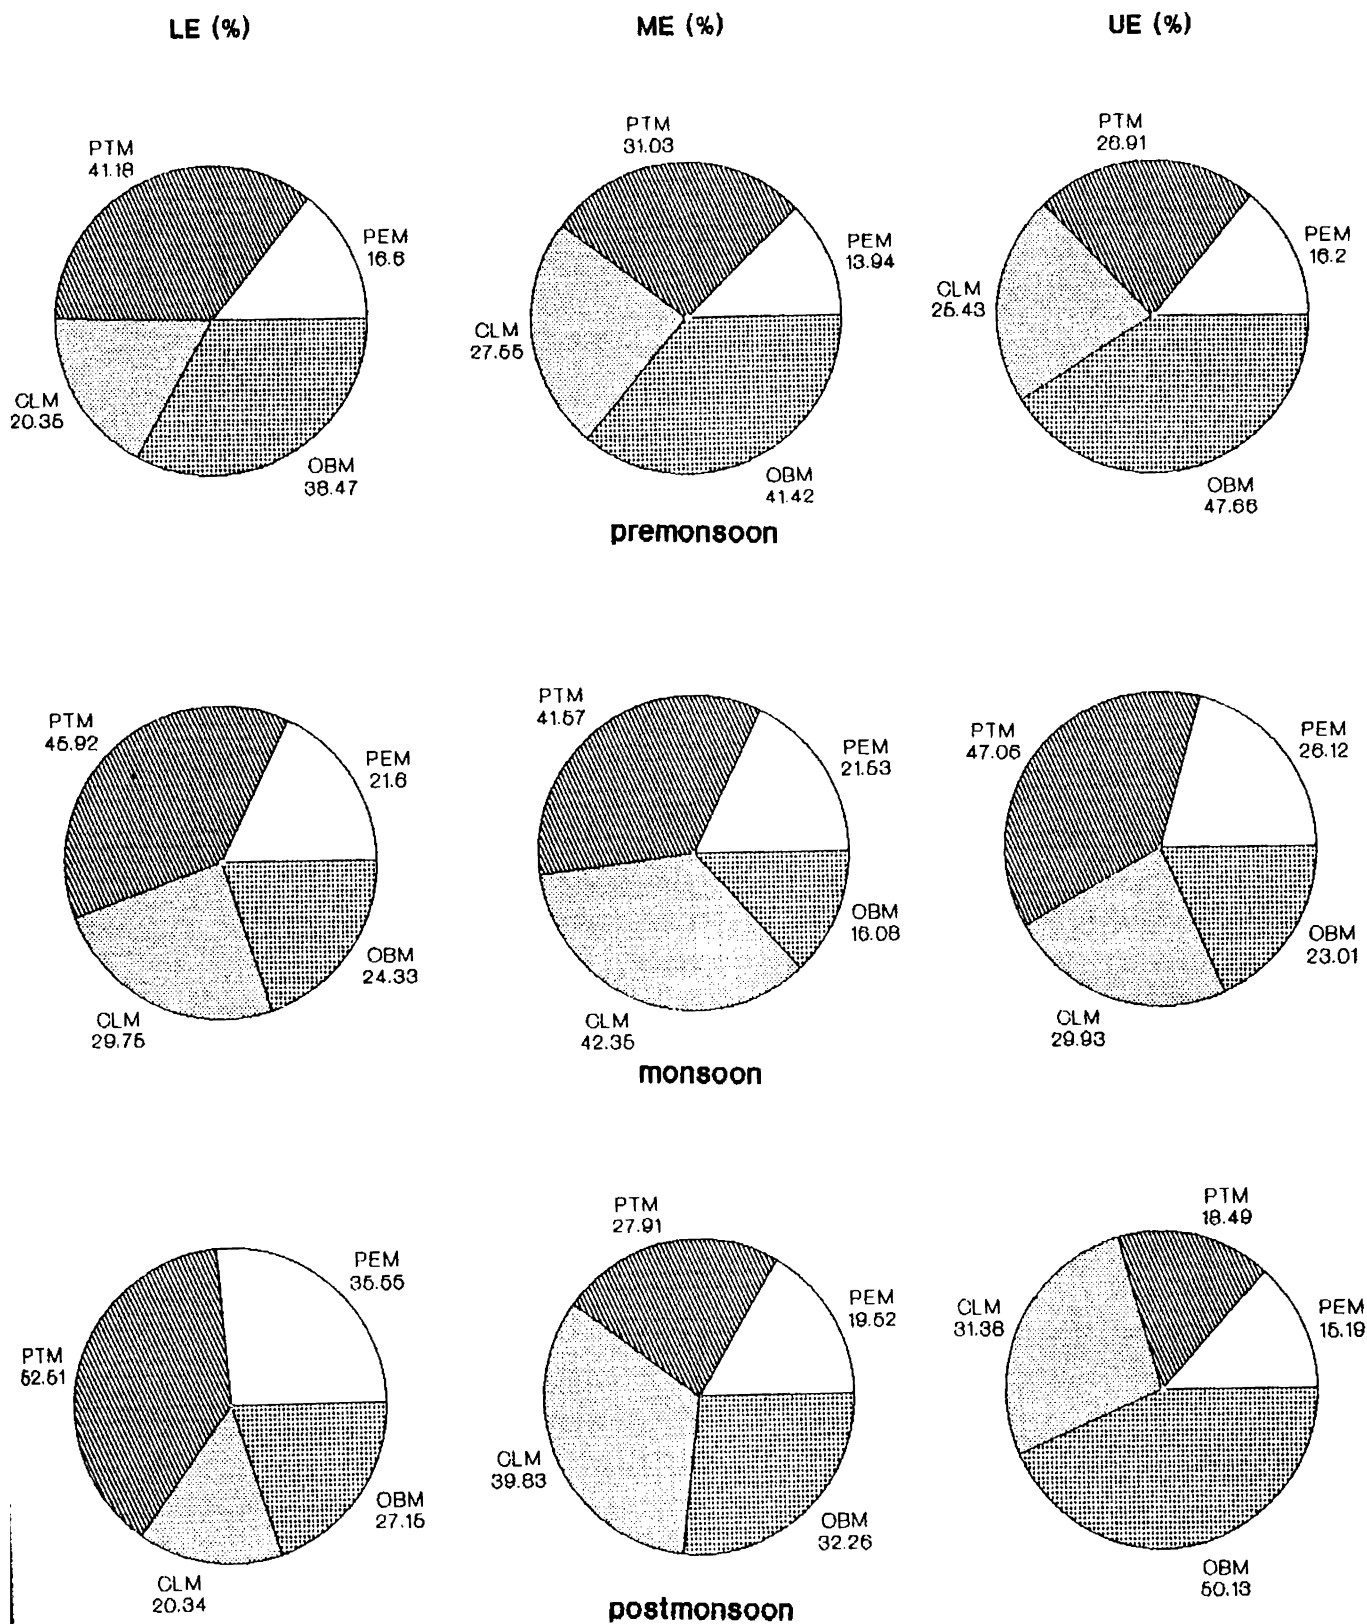 LE (%)
ME (%)
UE (%)
PTM
41.18
PEM
16.6
CLM
20.35
OBM
38.47
PTM
31.03
PEM
13.94
CLM
27.55
OBM
41.42
PTM
26.91
PEM
16.2
CLM
25.43
OBM
47.66
premonsoon
PTM
45.92
PEM
21.6
CLM
29.75
OBM
24.33
PTM
41.57
PEM
21.53
CLM
42.35
OBM
16.08
PTM
47.06
PEM
26.12
CLM
29.93
OBM
23.01
monsoon
PTM
52.51
PEM
35.55
CLM
20.34
OBM
27.15
PTM
27.91
PEM
19.52
CLM
39.83
OBM
32.26
PTM
18.49
PEM
15.19
CLM
31.38
OBM
50.13
postmonsoon